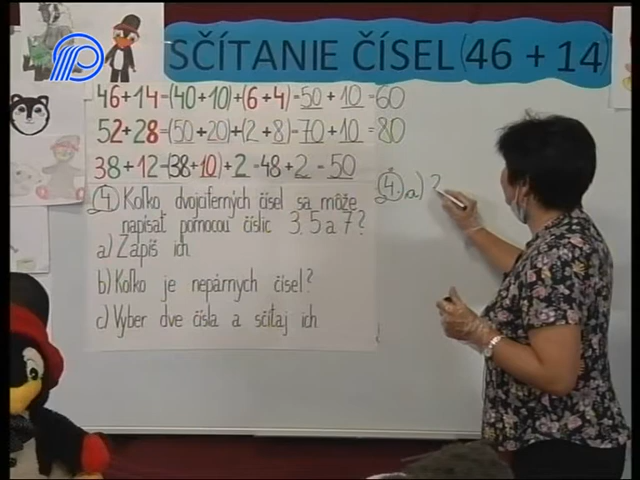 SČÍTANIE ČÍSEL (46 + 14)
46+14=(40+10)+(6+4)=50+10=60
52+28=(50+20)+(2+8)=70+10=80
38+12=(38+10)+2=48+2=50
4. Koľko dvojciferných čísel sa môže
napísať pomocou číslic 3, 5 a 7?
a) Zapíš ich
b) Koľko je nepárnych čísel?
c) Vyber dve čísla a sčítaj ich
4. a)